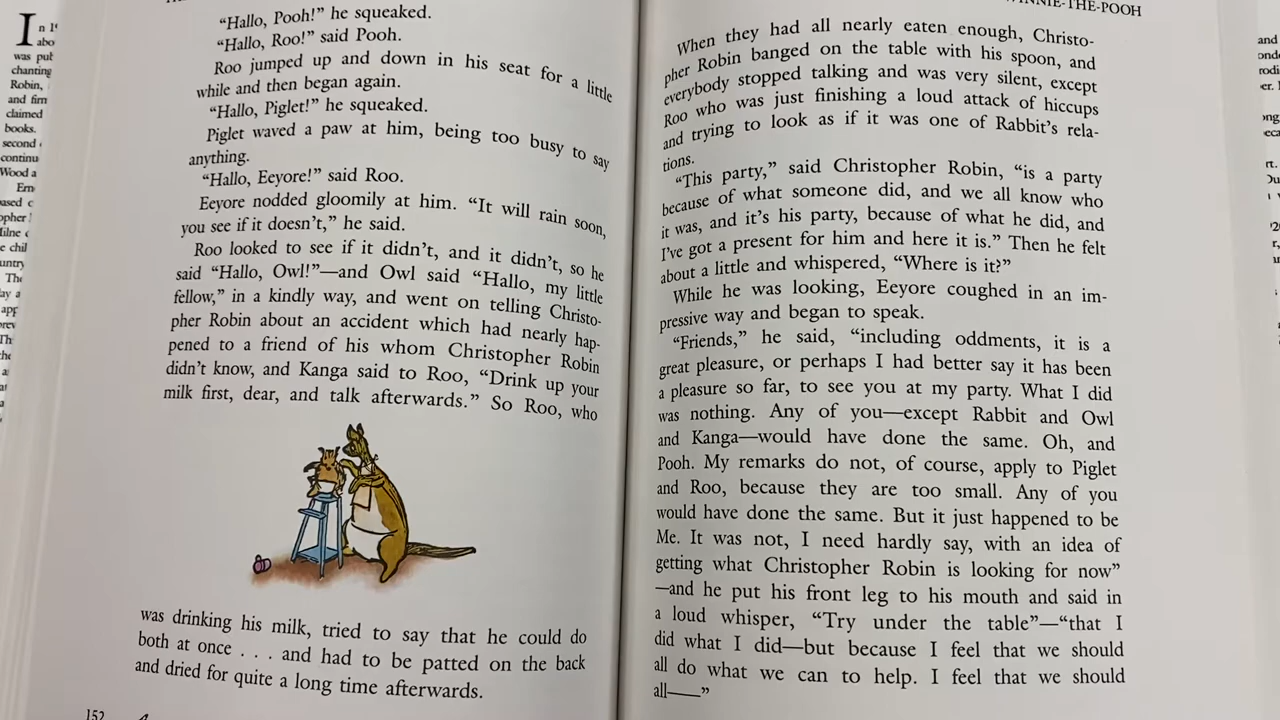 “Hallo, Pooh!” he squeaked.
“Hallo, Roo!” said Pooh.
Roo jumped up and down in his seat for a little
while and then began again.
“Hallo, Piglet!” he squeaked.
Piglet waved a paw at him, being too busy to say
anything.
“Hallo, Eeyore!” said Roo.
Eeyore nodded gloomily at him. “It will rain soon,
you see if it doesn’t,” he said.
Roo looked to see if it didn’t, and it didn’t, so he
said “Hallo, Owl!”—and Owl said “Hallo, my little
fellow,” in a kindly way, and went on telling Christo-
pher Robin about an accident which had nearly hap-
pened to a friend of his whom Christopher Robin
didn’t know, and Kanga said to Roo, “Drink up your
milk first, dear, and talk afterwards.” So Roo, who
was drinking his milk, tried to say that he could do
both at once . . . and had to be patted on the back
and dried for quite a long time afterwards.
152
WINNIE-THE-POOH
When they had all nearly eaten enough, Christo-
pher Robin banged on the table with his spoon, and
everybody stopped talking and was very silent, except
Roo who was just finishing a loud attack of hiccups
and trying to look as if it was one of Rabbit’s rela-
tions.
“This party,” said Christopher Robin, “is a party
because of what someone did, and we all know who
it was, and it’s his party, because of what he did, and
I’ve got a present for him and here it is.” Then he felt
about a little and whispered, “Where is it?”
While he was looking, Eeyore coughed in an im-
pressive way and began to speak.
“Friends,” he said, “including oddments, it is a
great pleasure, or perhaps I had better say it has been
a pleasure so far, to see you at my party. What I did
was nothing. Any of you—except Rabbit and Owl
and Kanga—would have done the same. Oh, and
Pooh. My remarks do not, of course, apply to Piglet
and Roo, because they are too small. Any of you
would have done the same. But it just happened to be
Me. It was not, I need hardly say, with an idea of
getting what Christopher Robin is looking for now”
—and he put his front leg to his mouth and said in
a loud whisper, “Try under the table”—“that I
did what I did—but because I feel that we should
all do what we can to help. I feel that we should
all——”